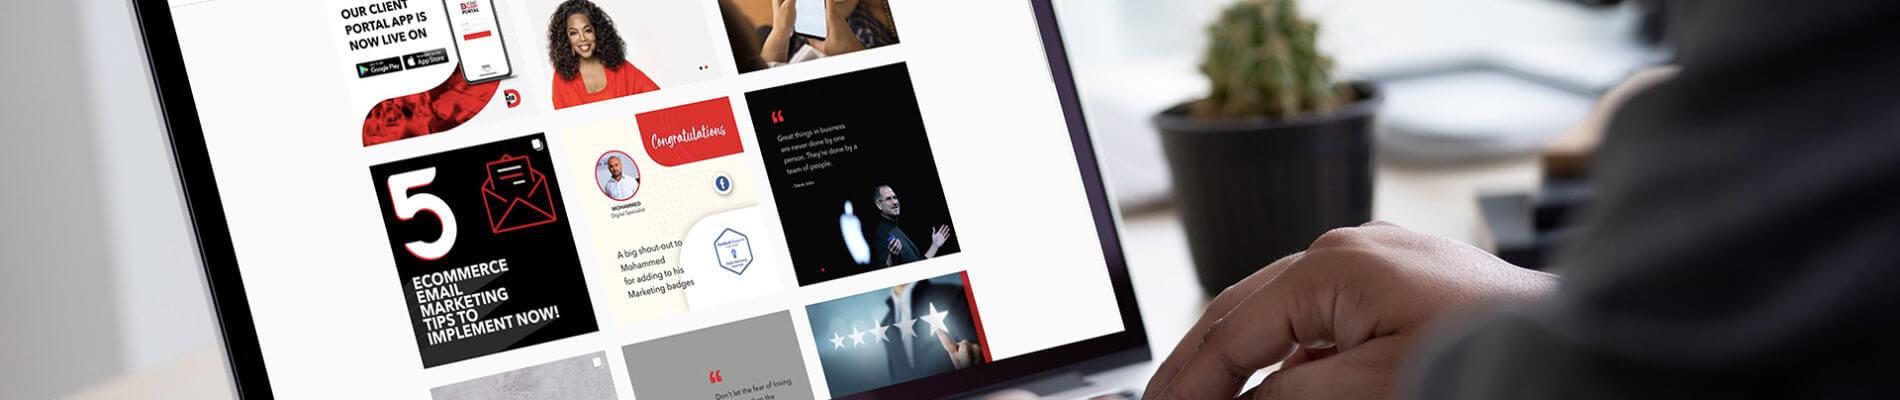 OUR CLIENT
PORTAL APP IS
NOW LIVE ON
Google Play
App Store
PORTAL
5
ECOMMERCE
EMAIL
MARKETING
TIPS TO
IMPLEMENT NOW!
Congratulations
MOHAMMED
Digital Specialist
A big shout-out to
Mohammed
for adding to his
Marketing badges
Great things in business
are never done by one
person. They're done by a
team of people.
- Steve Jobs
Don't let the fear of losing